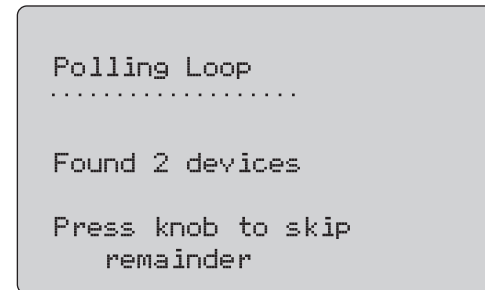 Polling Loop
...................
Found 2 devices
Press knob to skip
remainder